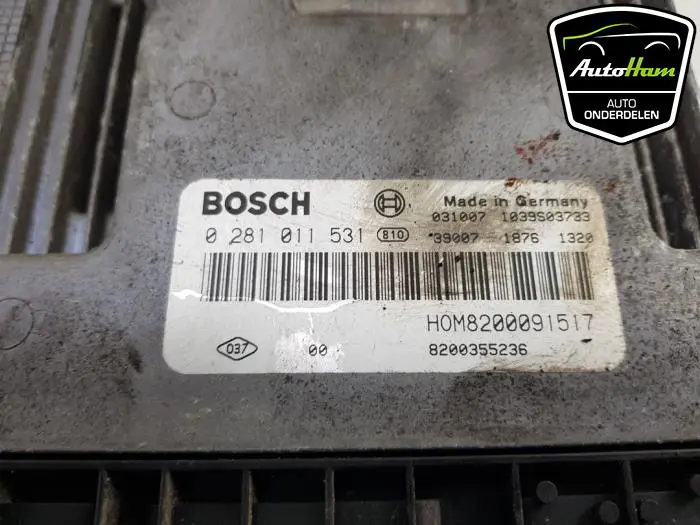 AutoHam
AUTO
ONDERDELEN
BOSCH
Made in Germany
031007 1039S03733
0 281 011 531 810
39007 1876 1320
HOM8200091517
037 00 8200355236